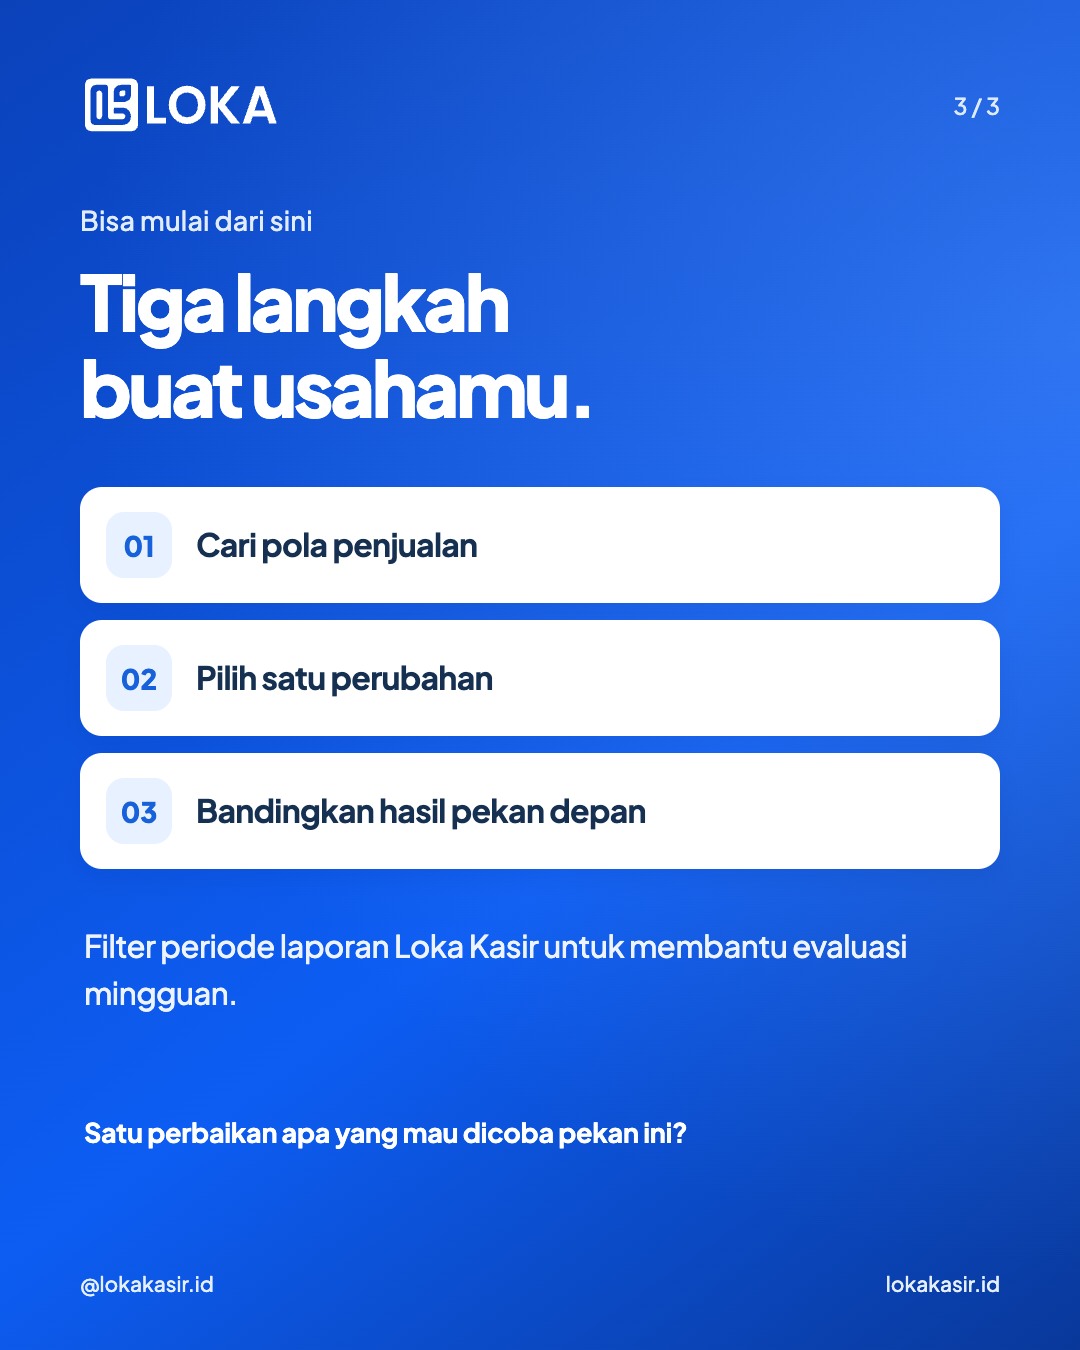 LOKA
3 / 3
Bisa mulai dari sini
Tiga langkah
buat usahamu.
01 Cari pola penjualan
02 Pilih satu perubahan
03 Bandingkan hasil pekan depan
Filter periode laporan Loka Kasir untuk membantu evaluasi
mingguan.
Satu perbaikan apa yang mau dicoba pekan ini?
@lokakasir.id
lokakasir.id